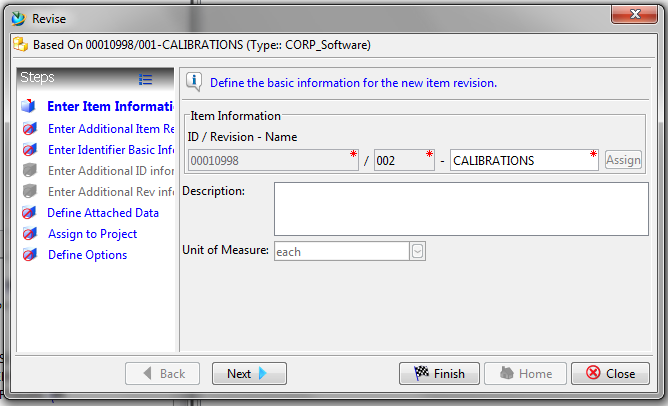 Revise
Based On 00010998/001-CALIBRATIONS (Type:: CORP_Software)
Steps
Enter Item Informati
Enter Additional Item Re
Enter Identifier Basic Info
Enter Additional ID infor
Enter Additional Rev info
Define Attached Data
Assign to Project
Define Options
Define the basic information for the new item revision.
Item Information
ID / Revision - Name
00010998 * / 002 * - CALIBRATIONS * Assign
Description:
Unit of Measure: each
Back Next Finish Home Close